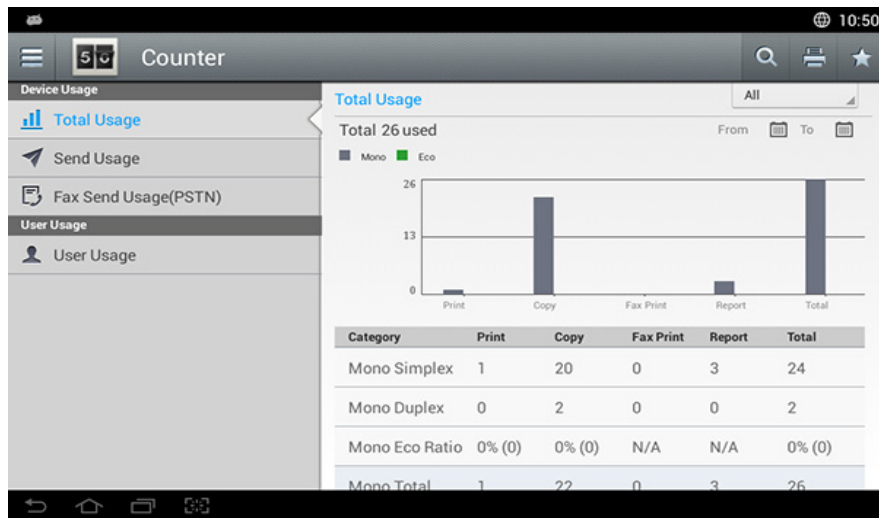 10:50
50 Counter
Device Usage
Total Usage
Send Usage
Fax Send Usage(PSTN)
User Usage
User Usage
Total Usage All
Total 26 used From To
Mono Eco
26
13
0
Print Copy Fax Print Report Total
Category Print Copy Fax Print Report Total
Mono Simplex 1 20 0 3 24
Mono Duplex 0 2 0 0 2
Mono Eco Ratio 0% (0) 0% (0) N/A N/A 0% (0)
Mono Total 1 22 0 3 26